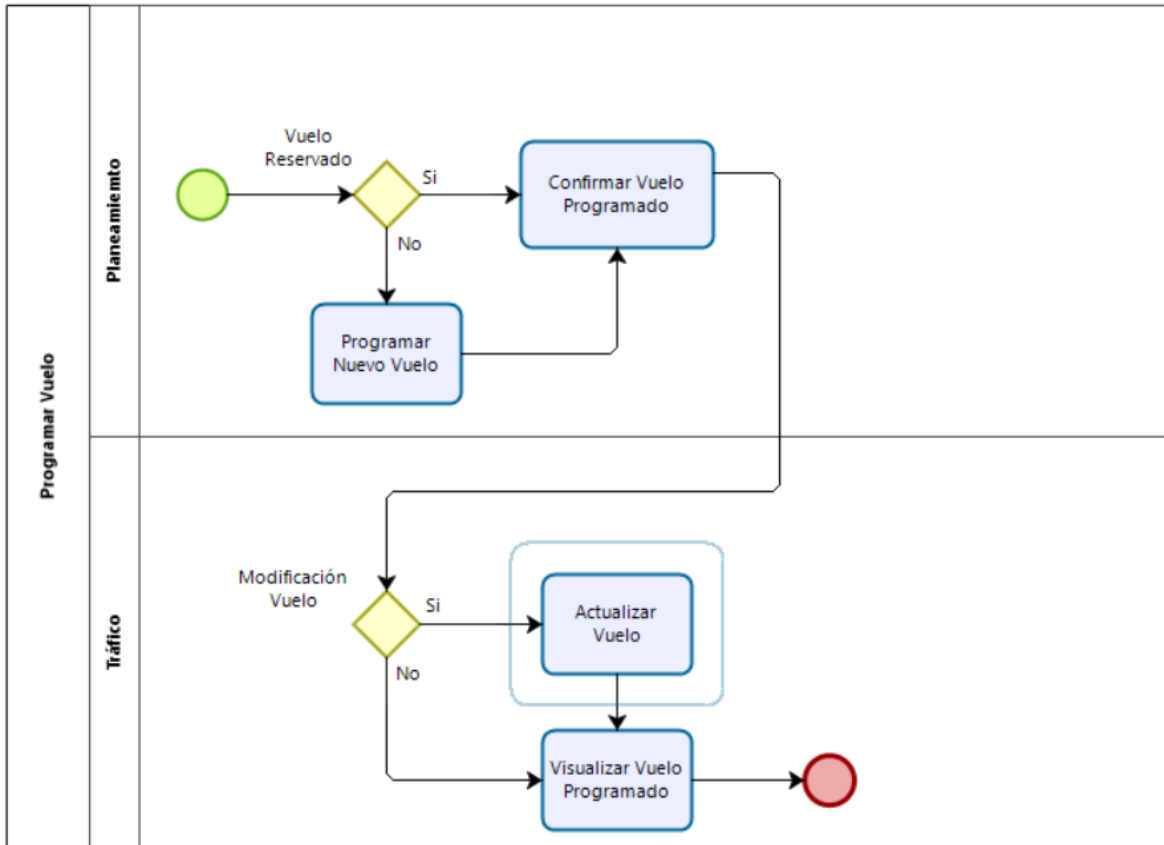 Programar Vuelo
Planeamiento
Vuelo
Reservado
Si
No
Confirmar Vuelo
Programado
Programar
Nuevo Vuelo
Tráfico
Modificación
Vuelo
Si
No
Actualizar
Vuelo
Visualizar Vuelo
Programado